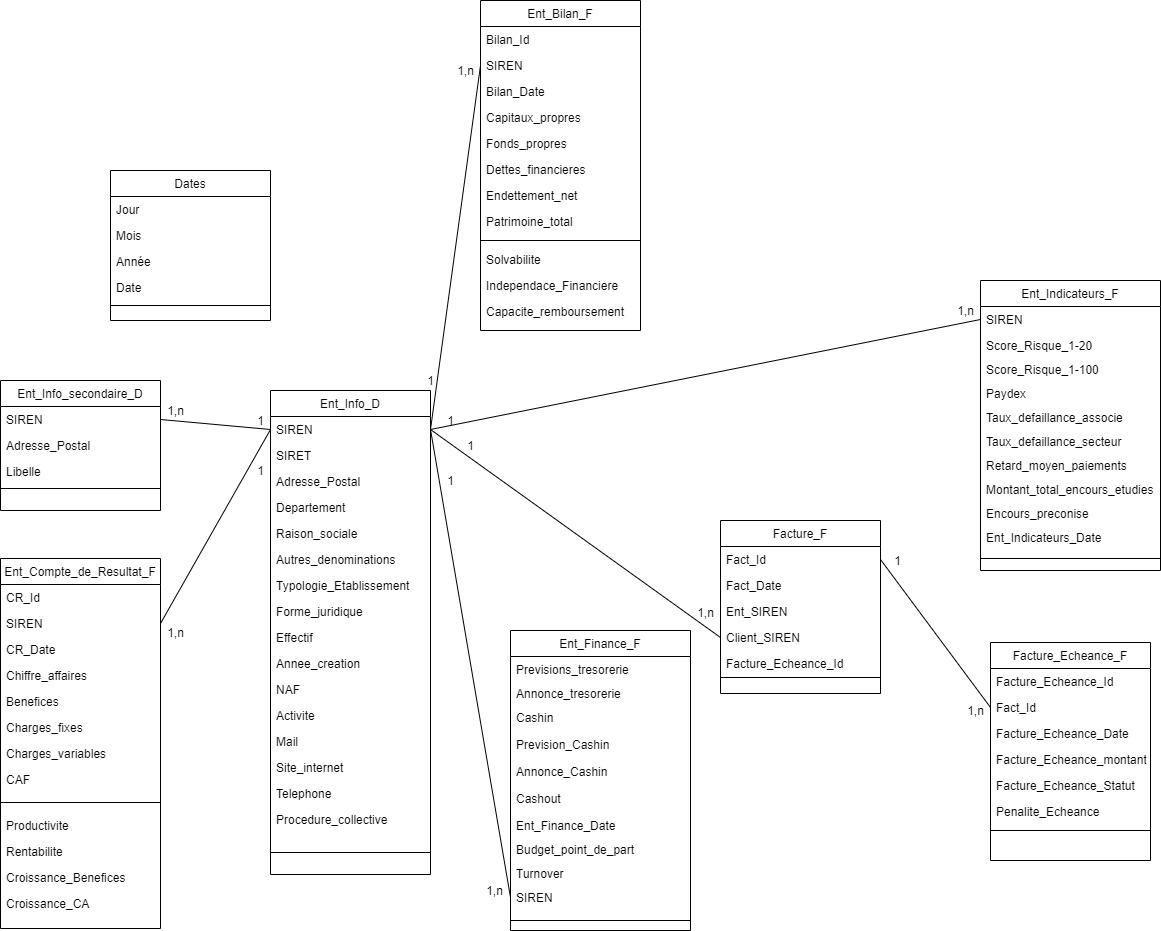 Ent_Bilan_F
Bilan_Id
SIREN
Bilan_Date
Capitaux_propres
Fonds_propres
Dettes_financieres
Endettement_net
Patrimoine_total
Solvabilite
Independace_Financiere
Capacite_remboursement
1,n
1
Dates
Jour
Mois
Année
Date
Ent_Indicateurs_F
SIREN
Score_Risque_1-20
Score_Risque_1-100
Paydex
Taux_defaillance_associe
Taux_defaillance_secteur
Retard_moyen_paiements
Montant_total_encours_etudies
Encours_preconise
Ent_Indicateurs_Date
1,n
1
Ent_Info_secondaire_D
SIREN
Adresse_Postal
Libelle
1,n
1
Ent_Info_D
SIREN
SIRET
Adresse_Postal
Departement
Raison_sociale
Autres_denominations
Typologie_Etablissement
Forme_juridique
Effectif
Annee_creation
NAF
Activite
Mail
Site_internet
Telephone
Procedure_collective
1
1
1
Ent_Compte_de_Resultat_F
CR_Id
SIREN
CR_Date
Chiffre_affaires
Benefices
Charges_fixes
Charges_variables
CAF
Productivite
Rentabilite
Croissance_Benefices
Croissance_CA
1,n
Ent_Finance_F
Previsions_tresorerie
Annonce_tresorerie
Cashin
Prevision_Cashin
Annonce_Cashin
Cashout
Ent_Finance_Date
Budget_point_de_part
Turnover
SIREN
1,n
Facture_F
Fact_Id
Fact_Date
Ent_SIREN
Client_SIREN
Facture_Echeance_Id
1,n
1
Facture_Echeance_F
Facture_Echeance_Id
Fact_Id
Facture_Echeance_Date
Facture_Echeance_montant
Facture_Echeance_Statut
Penalite_Echeance
1,n